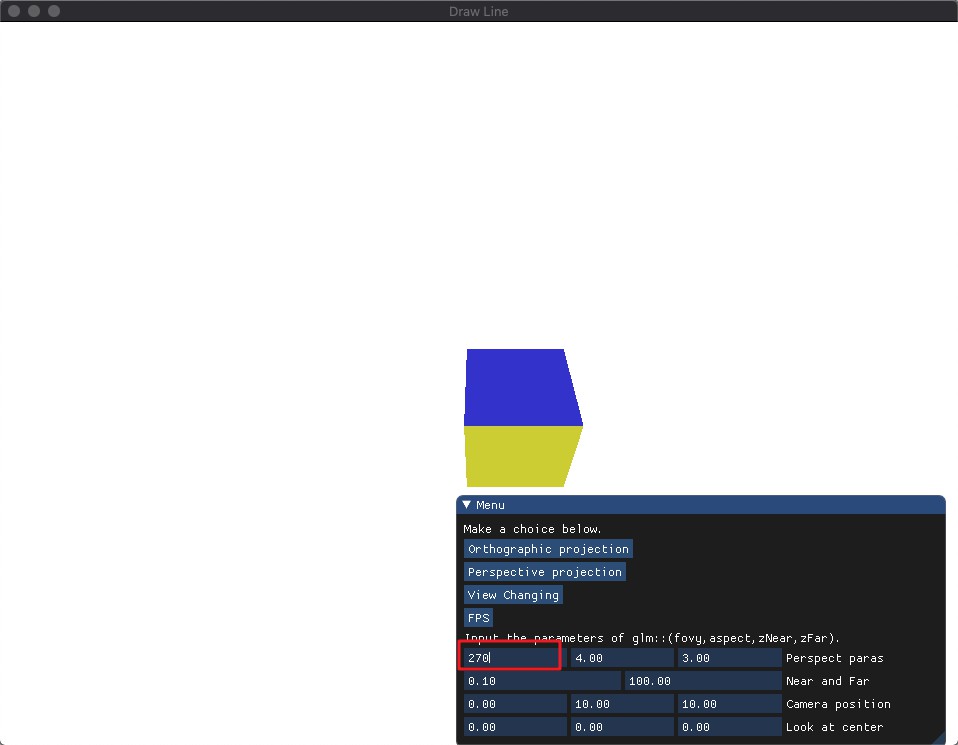 Draw Line
Menu
Make a choice below.
Orthographic projection
Perspective projection
View Changing
FPS
Input the parameters of glm::(fovy,aspect,zNear,zFar).
270 4.00 3.00 Perspect paras
0.10 100.00 Near and Far
0.00 10.00 10.00 Camera position
0.00 0.00 0.00 Look at center